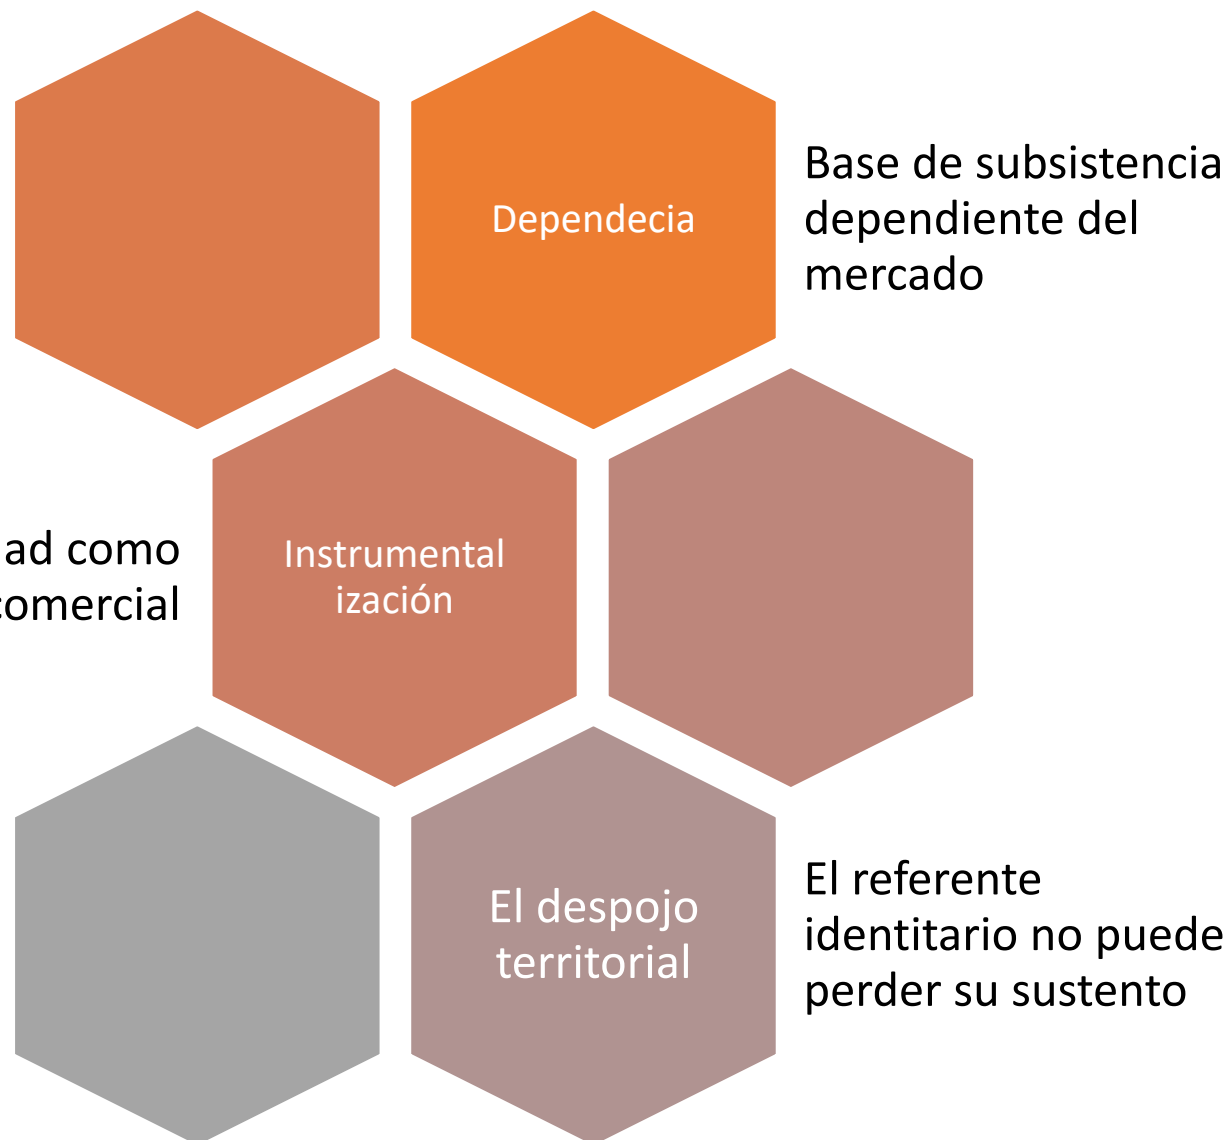 Dependecia
Base de subsistencia
dependiente del
mercado
ad como
comercial
Instrumental
ización
El despojo
territorial
El referente
identitario no puede
perder su sustento